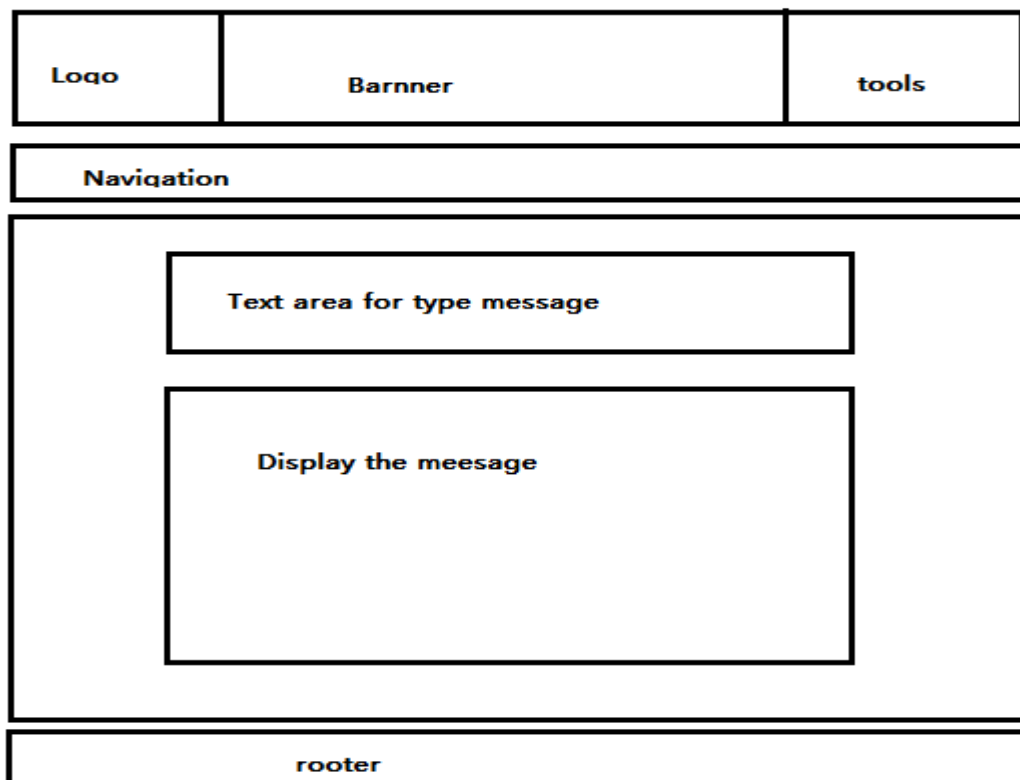 Logo
Barnner
tools
Navigation
Text area for type message
Display the meesage
rooter